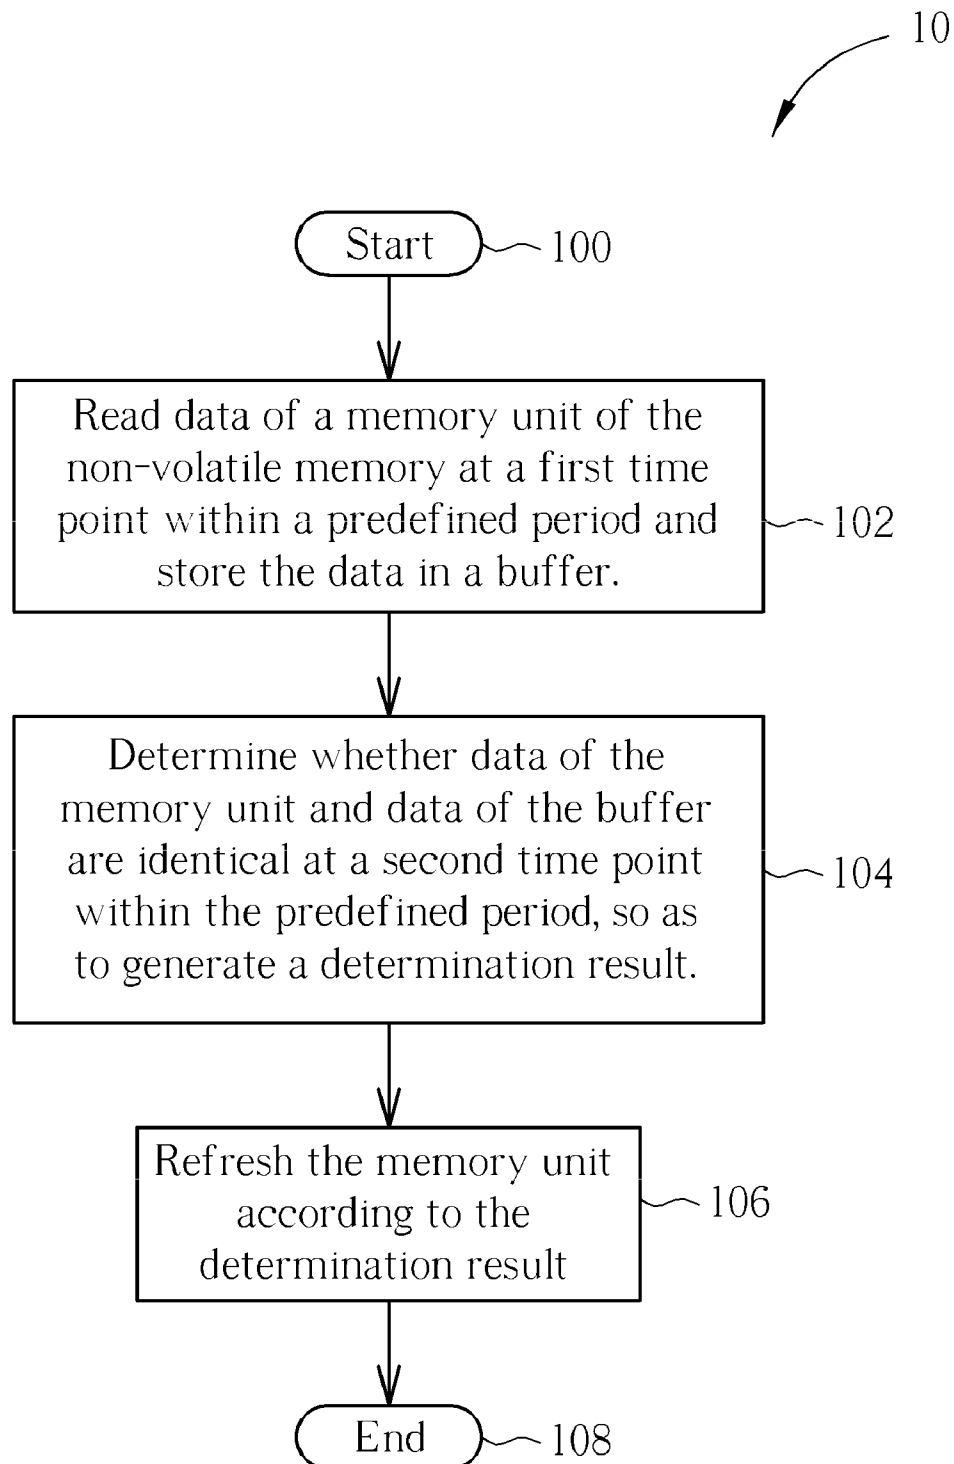 10
Start
100
Read data of a memory unit of the
non-volatile memory at a first time
point within a predefined period and
store the data in a buffer.
102
Determine whether data of the
memory unit and data of the buffer
are identical at a second time point
within the predefined period, so as
to generate a determination result.
104
Refresh the memory unit
according to the
determination result
106
End
108